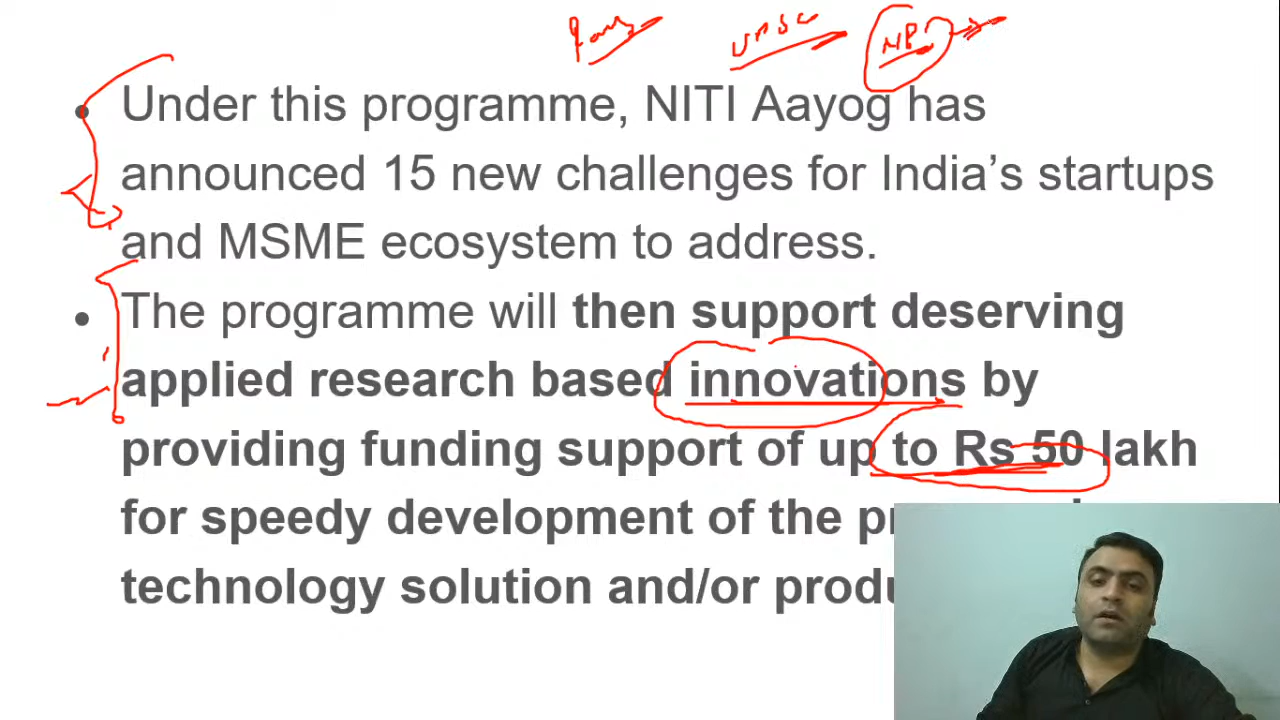 UPSC
Under this programme, NITI Aayog has
announced 15 new challenges for India’s startups
and MSME ecosystem to address.
The programme will then support deserving
applied research based innovations by
providing funding support of up to Rs 50 lakh
for speedy development of the
technology solution and/or